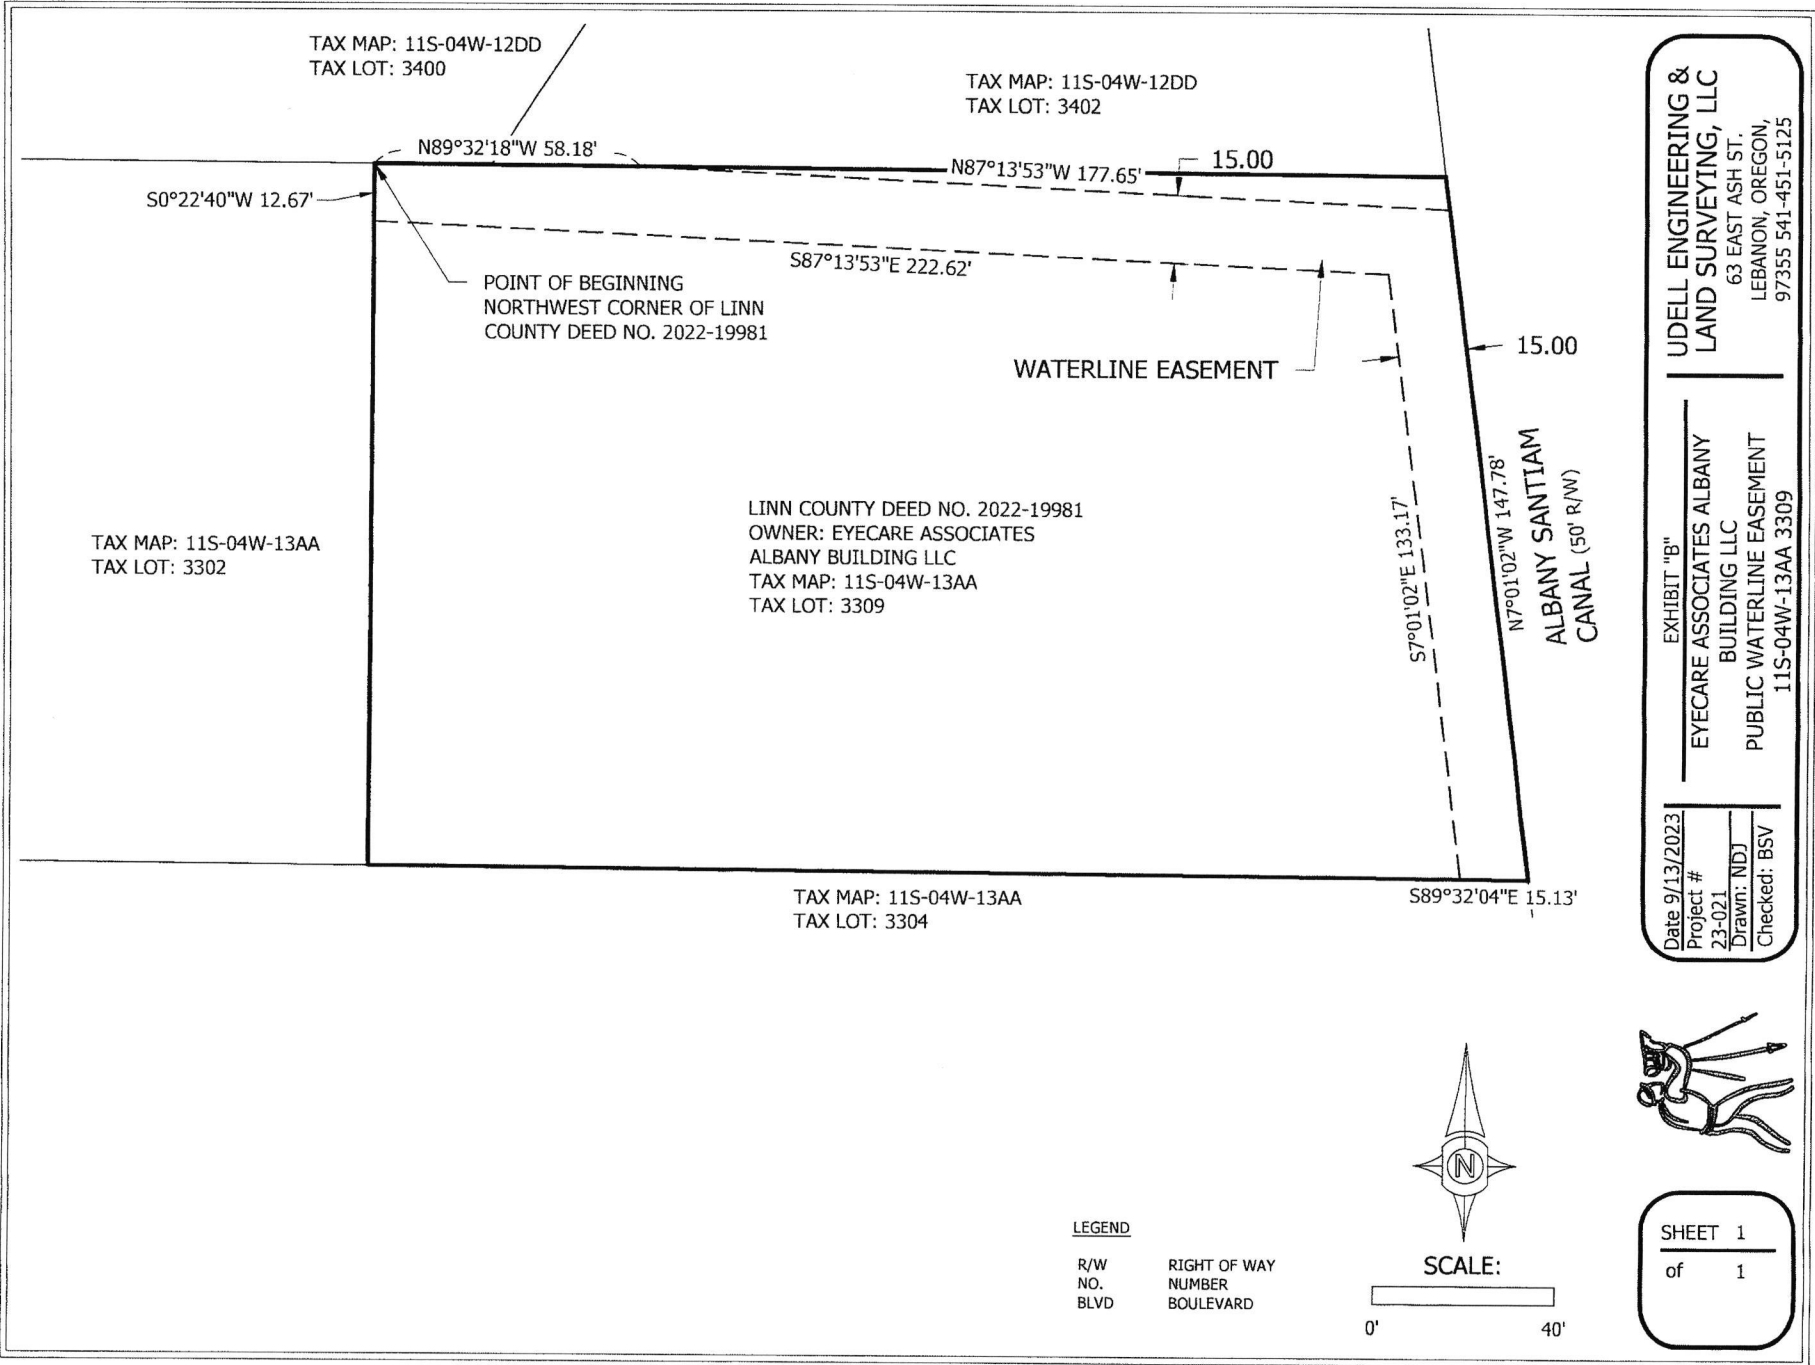 TAX MAP: 11S-04W-12DD
TAX LOT: 3400
TAX MAP: 11S-04W-12DD
TAX LOT: 3402
N89°32'18"W 58.18'
N87°13'53"W 177.65'
15.00
S0°22'40"W 12.67'
S87°13'53"E 222.62'
POINT OF BEGINNING
NORTHWEST CORNER OF LINN
COUNTY DEED NO. 2022-19981
WATERLINE EASEMENT
15.00
LINN COUNTY DEED NO. 2022-19981
OWNER: EYECARE ASSOCIATES
ALBANY BUILDING LLC
TAX MAP: 11S-04W-13AA
TAX LOT: 3309
TAX MAP: 11S-04W-13AA
TAX LOT: 3302
S7°01'02"E 133.17'
N7°01'02"W 147.78'
ALBANY SANTIAM
CANAL (50' R/W)
TAX MAP: 11S-04W-13AA
TAX LOT: 3304
S89°32'04"E 15.13'
UDELL ENGINEERING &
LAND SURVEYING, LLC
63 EAST ASH ST.
LEBANON, OREGON,
97355 541-451-5125
EXHIBIT "B"
EYECARE ASSOCIATES ALBANY
BUILDING LLC
PUBLIC WATERLINE EASEMENT
11S-04W-13AA 3309
Date 9/13/2023
Project #
23-021
Drawn: NDJ
Checked: BSV
N
LEGEND
R/W RIGHT OF WAY
NO. NUMBER
BLVD BOULEVARD
SCALE:
0' 40'
SHEET 1
of 1